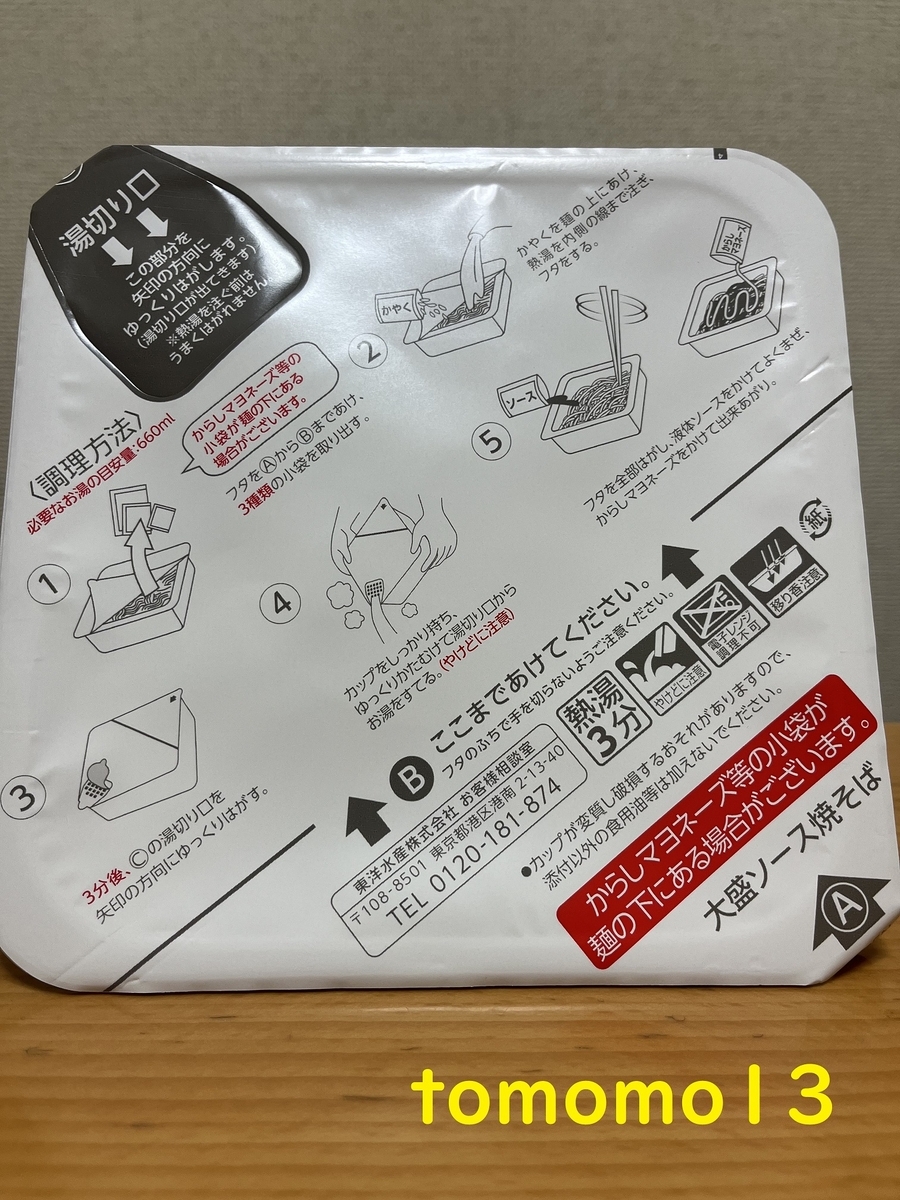 湯切り口
この部分を
矢印の方向に
ゆっくりはがします。
(湯切り口が出てきます)
※熱湯を注ぐ前は
うまくはがれません
〈調理方法〉
必要なお湯の目安量:660ml
からしマヨネーズ等の
小袋が麺の下にある
場合がございます。
1
フタをⒶからⒷまであけ、
3種類の小袋を取り出す。
2
かやく
かやくを麺の上にあけ、
熱湯を内側の線まで注ぎ、
フタをする。
3
3分後、Ⓒの湯切り口を
矢印の方向にゆっくりはがす。
4
カップをしっかり持ち、
ゆっくりかたむけて湯切り口から
お湯をすてる。(やけどに注意)
5
ソース
からし
マヨネーズ
フタを全部はがし、液体ソースをかけてよくまぜ、
からしマヨネーズをかけて出来あがり。
B ここまであけてください。
フタのふちで手を切らないようご注意ください。
熱湯
3分
やけどに注意
電子レンジ
調理不可
移り香注意
紙
東洋水産株式会社 お客様相談室
〒108-8501 東京都港区港南2-13-40
TEL 0120-181-874
●カップが変質し破損するおそれがありますので、
添付以外の食用油等は加えないでください。
からしマヨネーズ等の小袋が
麺の下にある場合がございます。
大盛ソース焼そば
A
tomomo13